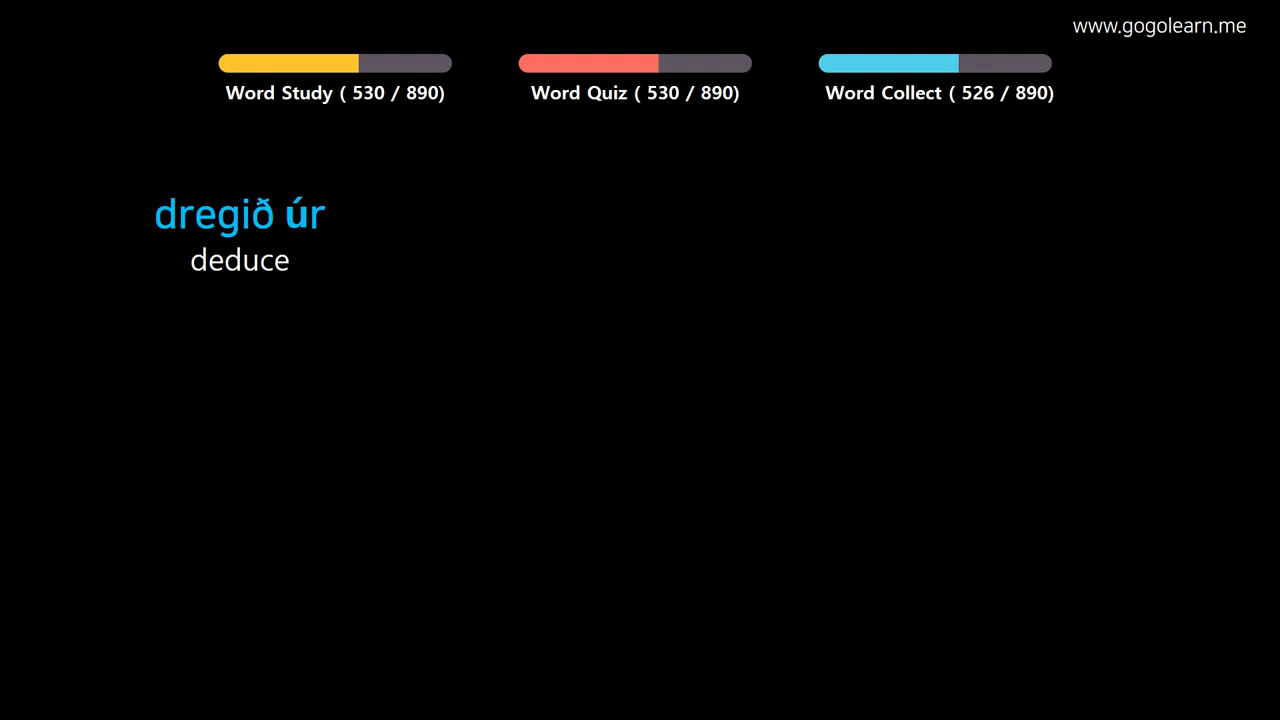 www.gogolearn.me
Word Study ( 530 / 890)
Word Quiz ( 530 / 890)
Word Collect ( 526 / 890)
dregið úr
deduce